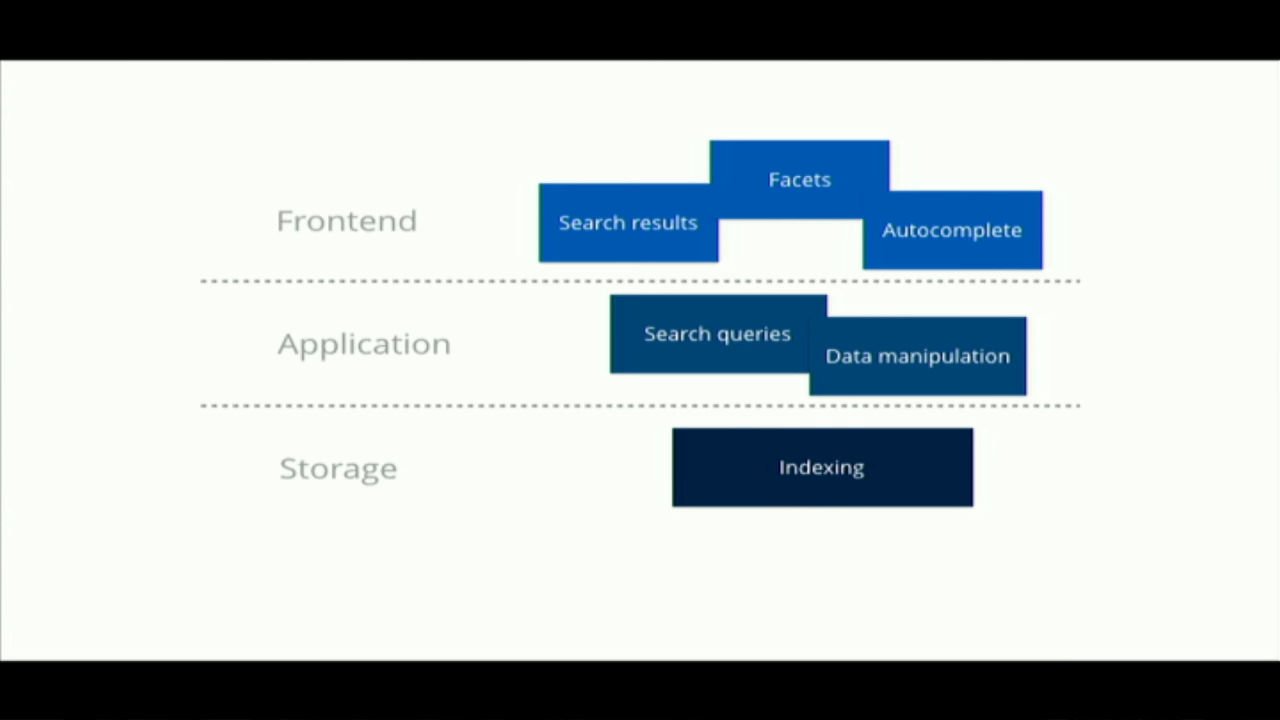 Facets
Frontend
Search results
Autocomplete
Application
Search queries
Data manipulation
Storage
Indexing